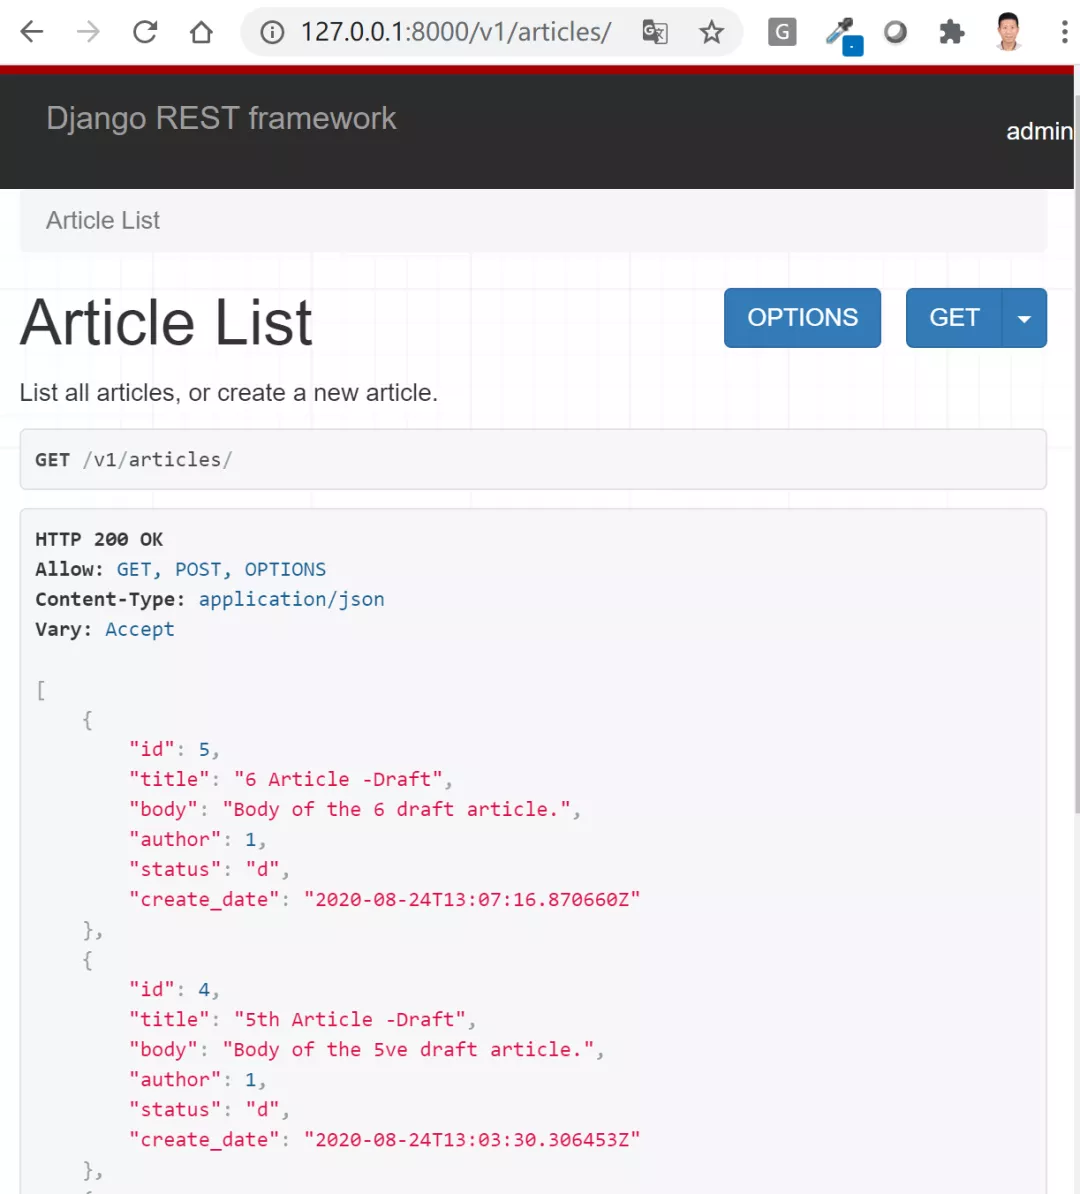 127.0.0.1:8000/v1/articles/
G
Django REST framework
admin
Article List
Article List
OPTIONS
GET
List all articles, or create a new article.
GET /v1/articles/
HTTP 200 OK
Allow: GET, POST, OPTIONS
Content-Type: application/json
Vary: Accept
[
{
"id": 5,
"title": "6 Article -Draft",
"body": "Body of the 6 draft article.",
"author": 1,
"status": "d",
"create_date": "2020-08-24T13:07:16.870660Z"
},
{
"id": 4,
"title": "5th Article -Draft",
"body": "Body of the 5ve draft article.",
"author": 1,
"status": "d",
"create_date": "2020-08-24T13:03:30.306453Z"
},